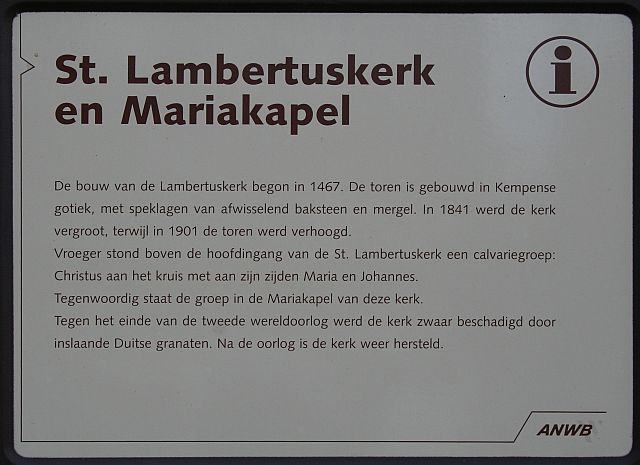 St. Lambertuskerk
en Mariakapel
De bouw van de Lambertuskerk begon in 1467. De toren is gebouwd in Kempense
gotiek, met speklagen van afwisselend baksteen en mergel. In 1841 werd de kerk
vergroot, terwijl in 1901 de toren werd verhoogd.
Vroeger stond boven de hoofdingang van de St. Lambertuskerk een calvariegroep:
Christus aan het kruis met aan zijn zijden Maria en Johannes.
Tegenwoordig staat de groep in de Mariakapel van deze kerk.
Tegen het einde van de tweede wereldoorlog werd de kerk zwaar beschadigd door
inslaande Duitse granaten. Na de oorlog is de kerk weer hersteld.
ANWB